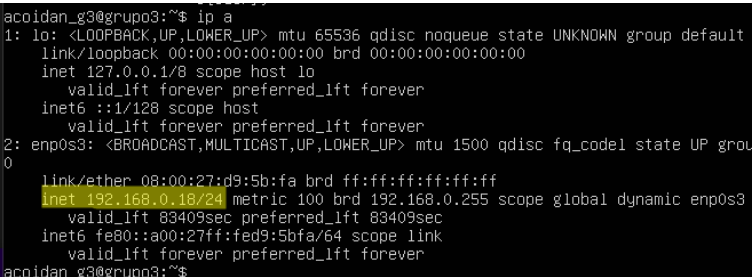 acoidan_g3@grupo3:~$ ip a
1: lo: <LOOPBACK,UP,LOWER_UP> mtu 65536 qdisc noqueue state UNKNOWN group default
link/loopback 00:00:00:00:00:00 brd 00:00:00:00:00:00
inet 127.0.0.1/8 scope host lo
valid_lft forever preferred_lft forever
inet6 ::1/128 scope host
valid_lft forever preferred_lft forever
2: enp0s3: <BROADCAST,MULTICAST,UP,LOWER_UP> mtu 1500 qdisc fq_codel state UP grou
0
link/ether 08:00:27:d9:5b:fa brd ff:ff:ff:ff:ff:ff
inet 192.168.0.18/24 metric 100 brd 192.168.0.255 scope global dynamic enp0s3
valid_lft 83409sec preferred_lft 83409sec
inet6 fe80::a00:27ff:fed9:5bfa/64 scope link
valid_lft forever preferred_lft forever
acoidan_g3@grupo3:~$